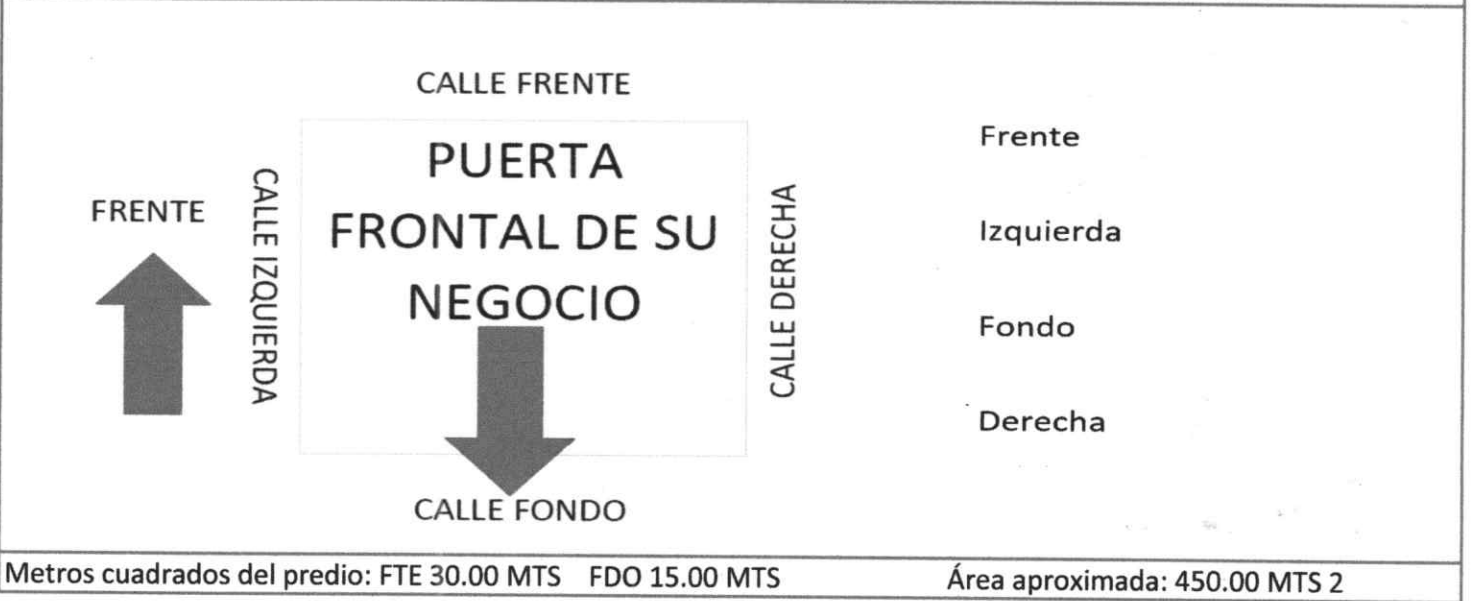 CALLE FRENTE
PUERTA
FRONTAL DE SU
NEGOCIO
FRENTE
CALLE IZQUIERDA
CALLE DERECHA
CALLE FONDO
Frente
Izquierda
Fondo
Derecha
Metros cuadrados del predio: FTE 30.00 MTS FDO 15.00 MTS Área aproximada: 450.00 MTS 2